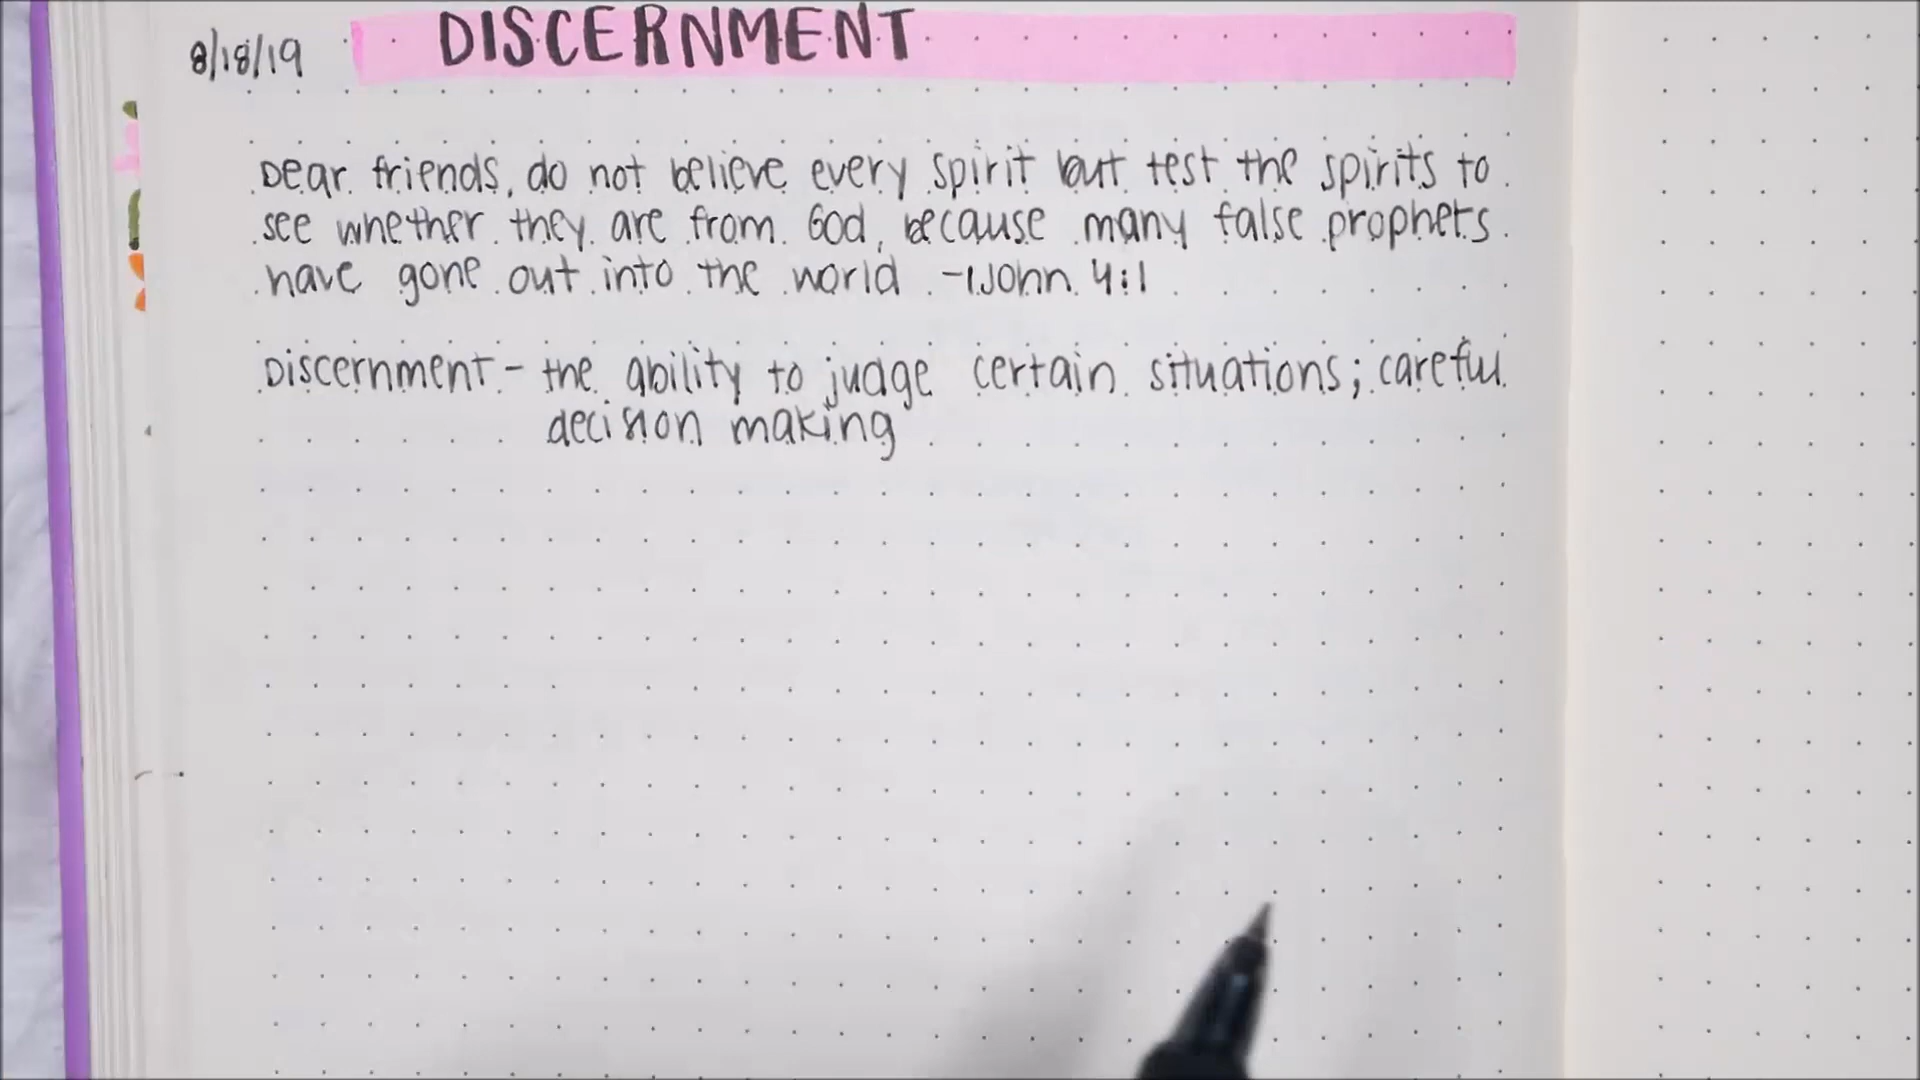 8/18/19 DISCERNMENT
Dear friends, do not believe every spirit but test the spirits to
see whether they are from God, because many false prophets
have gone out into the world -1John 4:1
Discernment - the ability to judge certain situations; careful
decision making